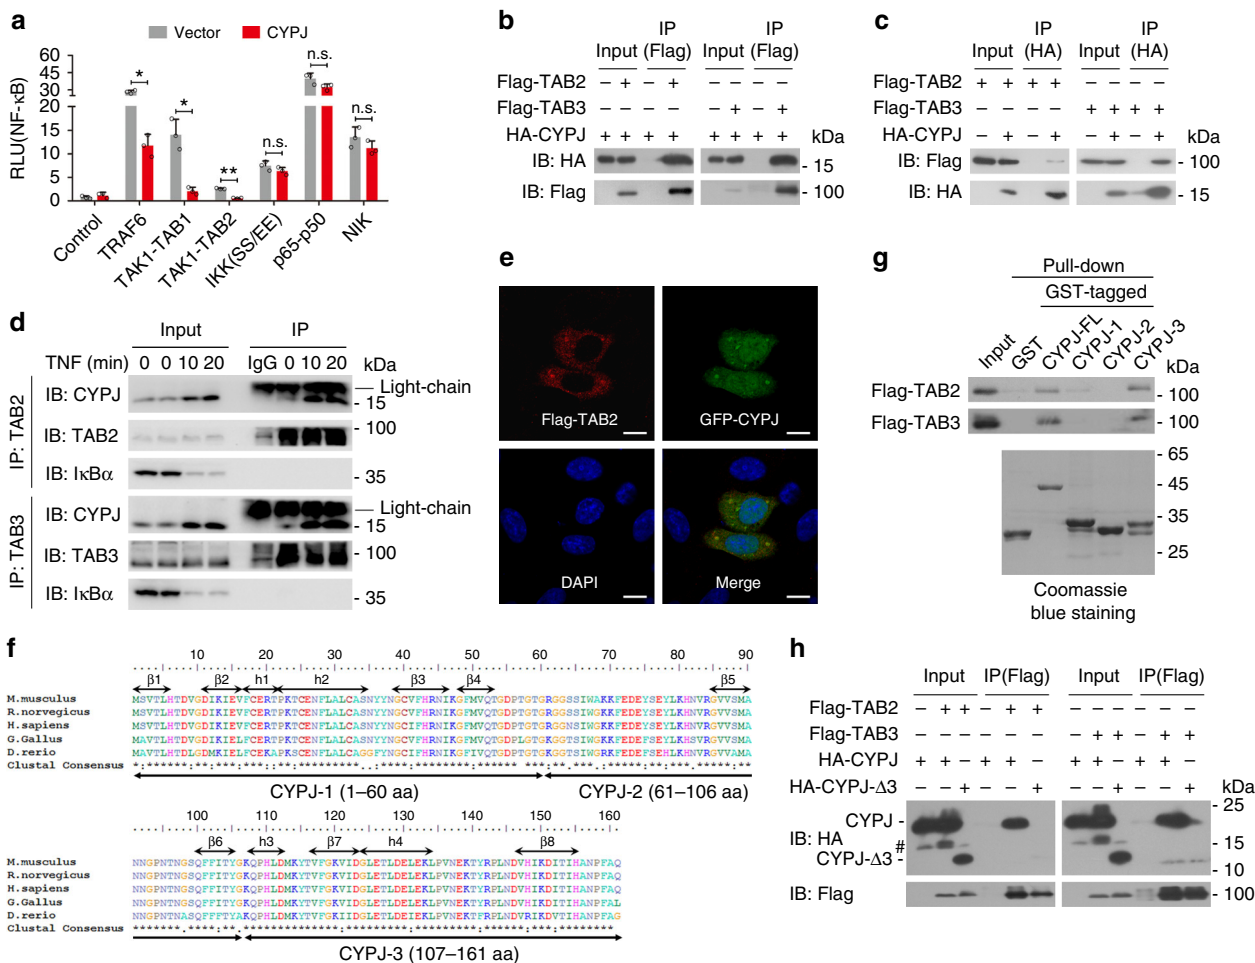 a
Vector CYPJ
RLU(NF-κB)
60
45
30
20
15
10
5
0
* * ** n.s. n.s. n.s.
Control TRAF6 TAK1-TAB1 TAK1-TAB2 IKK(SS/EE) p65-p50 NIK
b
Input IP (Flag) Input IP (Flag)
Flag-TAB2 – + – +
Flag-TAB3 – + – +
HA-CYPJ + + + + + + + + kDa
IB: HA - 15
IB: Flag - 100
c
Input IP (HA) Input IP (HA)
Flag-TAB2 + + + +
Flag-TAB3 + + + +
HA-CYPJ – + – + – + – + kDa
IB: Flag - 100
IB: HA - 15
d
Input IP
TNF (min) 0 0 10 20 IgG 0 10 20 kDa
IP: TAB2
IB: CYPJ Light-chain
- 15
IB: TAB2 - 100
IB: IκBα - 35
IP: TAB3
IB: CYPJ Light-chain
- 15
IB: TAB3 - 100
IB: IκBα - 35
e
Flag-TAB2 GFP-CYPJ
DAPI Merge
g
Pull-down
GST-tagged
Input GST CYPJ-FL CYPJ-1 CYPJ-2 CYPJ-3 kDa
Flag-TAB2 - 100
Flag-TAB3 - 100
- 65
- 45
- 35
- 25
Coomassie
blue staining
f
10 20 30 40 50 60 70 80 90
β1 β2 h1 h2 β3 β4 β5
M.musculus MSVTLHTDVGDIKIEVFCERTPKTCENFLALCASNYYNGCVFHRNIKGFMVQTGDPTGTGRGGSSIWAKKFEDEYSEYLKHNVRGVVSMA
R.norvegicus MSVTLHTDVGDIKIEVFCERTPKTCENFLALCASNYYNGCVFHRNIKGFMVQTGDPTGTGRGGSSIWGKKFEDEYSEYLKHNVRGVVSMA
H.sapiens MSVTLHTDVGDIKIEVFCERTPKTCENFLALCASNYYNGCIFHRNIKGFMVQTGDPTGTGRGGNSIWGKKFEDEYSEYLKHNVRGVVSMA
G.Gallus
D.rerio
Clustal Consensus
CYPJ-1 (1–60 aa) CYPJ-2 (61–106 aa)
100 110 120 130 140 150 160
β6 h3 β7 h4 β8
M.musculus NNGPNTNGSQFFITYGKQPHLDMKYTVFGKVIDGLETLDELEKLPVNEKTYRPLNDVHIKDITIHANPFAQ
R.norvegicus
H.sapiens
G.Gallus
D.rerio
Clustal Consensus
CYPJ-3 (107–161 aa)
h
Input IP(Flag) Input IP(Flag)
Flag-TAB2 – + + – + +
Flag-TAB3 – + + – + +
HA-CYPJ + + – + + – + + – + + –
HA-CYPJ-Δ3 – – + – – + – – + – – + kDa
CYPJ -
IB: HA
#
CYPJ-Δ3 -
- 25
- 15
- 10
IB: Flag - 100